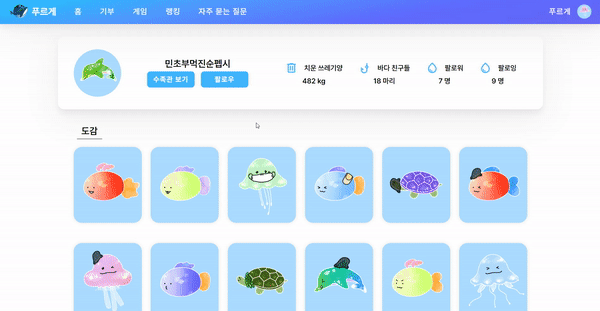 푸르게 홈 기부 게임 랭킹 자주 묻는 질문 푸르게
민초부먹진순펩시
수족관 보기 팔로우
치운 쓰레기양 바다 친구들 팔로워 팔로잉
482 kg 18 마리 7 명 9 명
도감